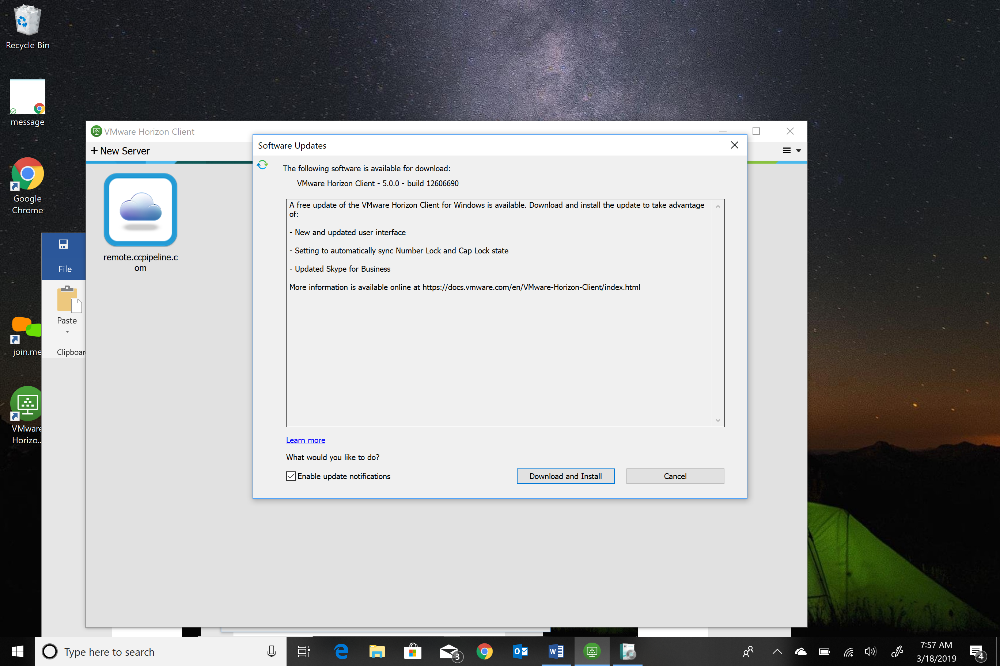 Recycle Bin
message
Google
Chrome
join.me
VMware
Horizo..
File
Paste
Clipboar
VMware Horizon Client
+ New Server
remote.ccpipeline.c
om
Software Updates
The following software is available for download:
VMware Horizon Client - 5.0.0 - build 12606690
A free update of the VMware Horizon Client for Windows is available. Download and install the update to take advantage
of:
- New and updated user interface
- Setting to automatically sync Number Lock and Cap Lock state
- Updated Skype for Business
More information is available online at https://docs.vmware.com/en/VMware-Horizon-Client/index.html
Learn more
What would you like to do?
Enable update notifications
Download and Install
Cancel
Type here to search
3
7:57 AM
3/18/2019
4